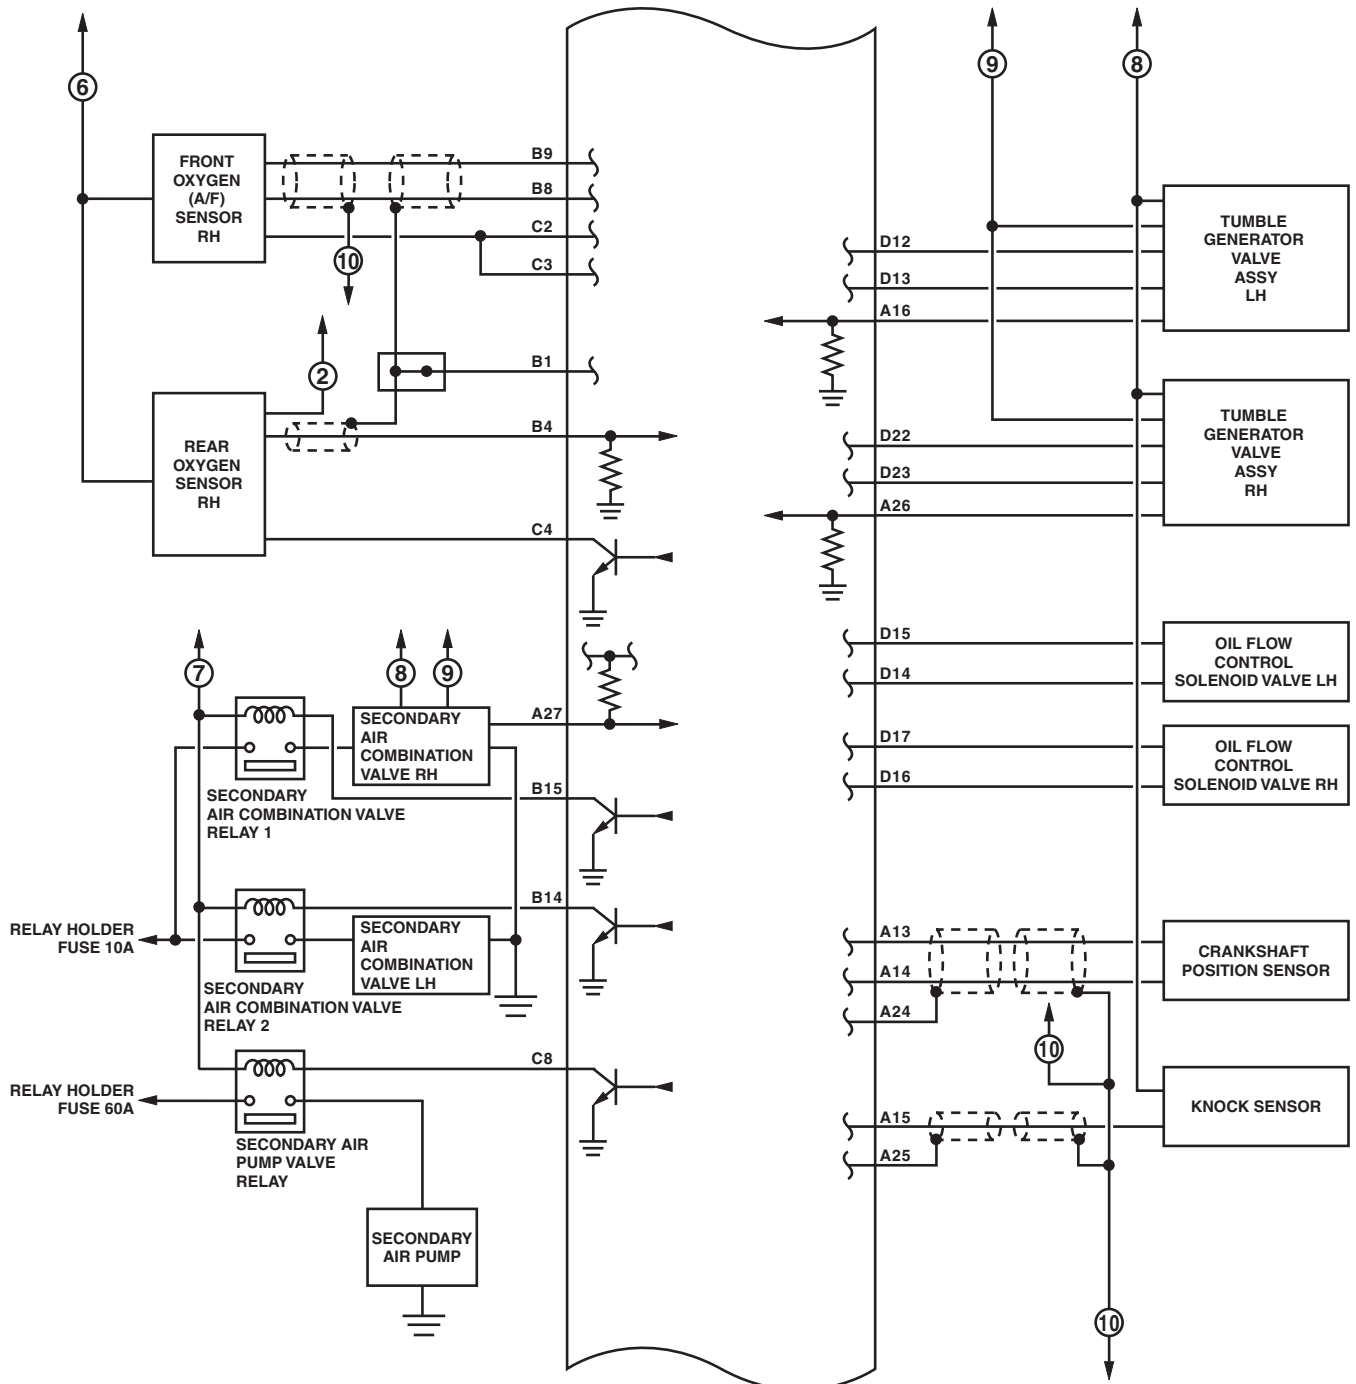 6
9
8
FRONT
OXYGEN
(A/F)
SENSOR
RH
B9
B8
C2
C3
10
2
B1
REAR
OXYGEN
SENSOR
RH
B4
C4
D12
D13
A16
TUMBLE
GENERATOR
VALVE
ASSY
LH
D22
D23
A26
TUMBLE
GENERATOR
VALVE
ASSY
RH
7
8
9
SECONDARY
AIR
COMBINATION
VALVE RH
A27
SECONDARY
AIR COMBINATION VALVE
RELAY 1
B15
D15
D14
OIL FLOW
CONTROL
SOLENOID VALVE LH
D17
D16
OIL FLOW
CONTROL
SOLENOID VALVE RH
RELAY HOLDER
FUSE 10A
B14
SECONDARY
AIR
COMBINATION
VALVE LH
SECONDARY
AIR COMBINATION VALVE
RELAY 2
A13
A14
A24
CRANKSHAFT
POSITION SENSOR
10
RELAY HOLDER
FUSE 60A
C8
SECONDARY AIR
PUMP VALVE
RELAY
A15
A25
KNOCK SENSOR
SECONDARY
AIR PUMP
10